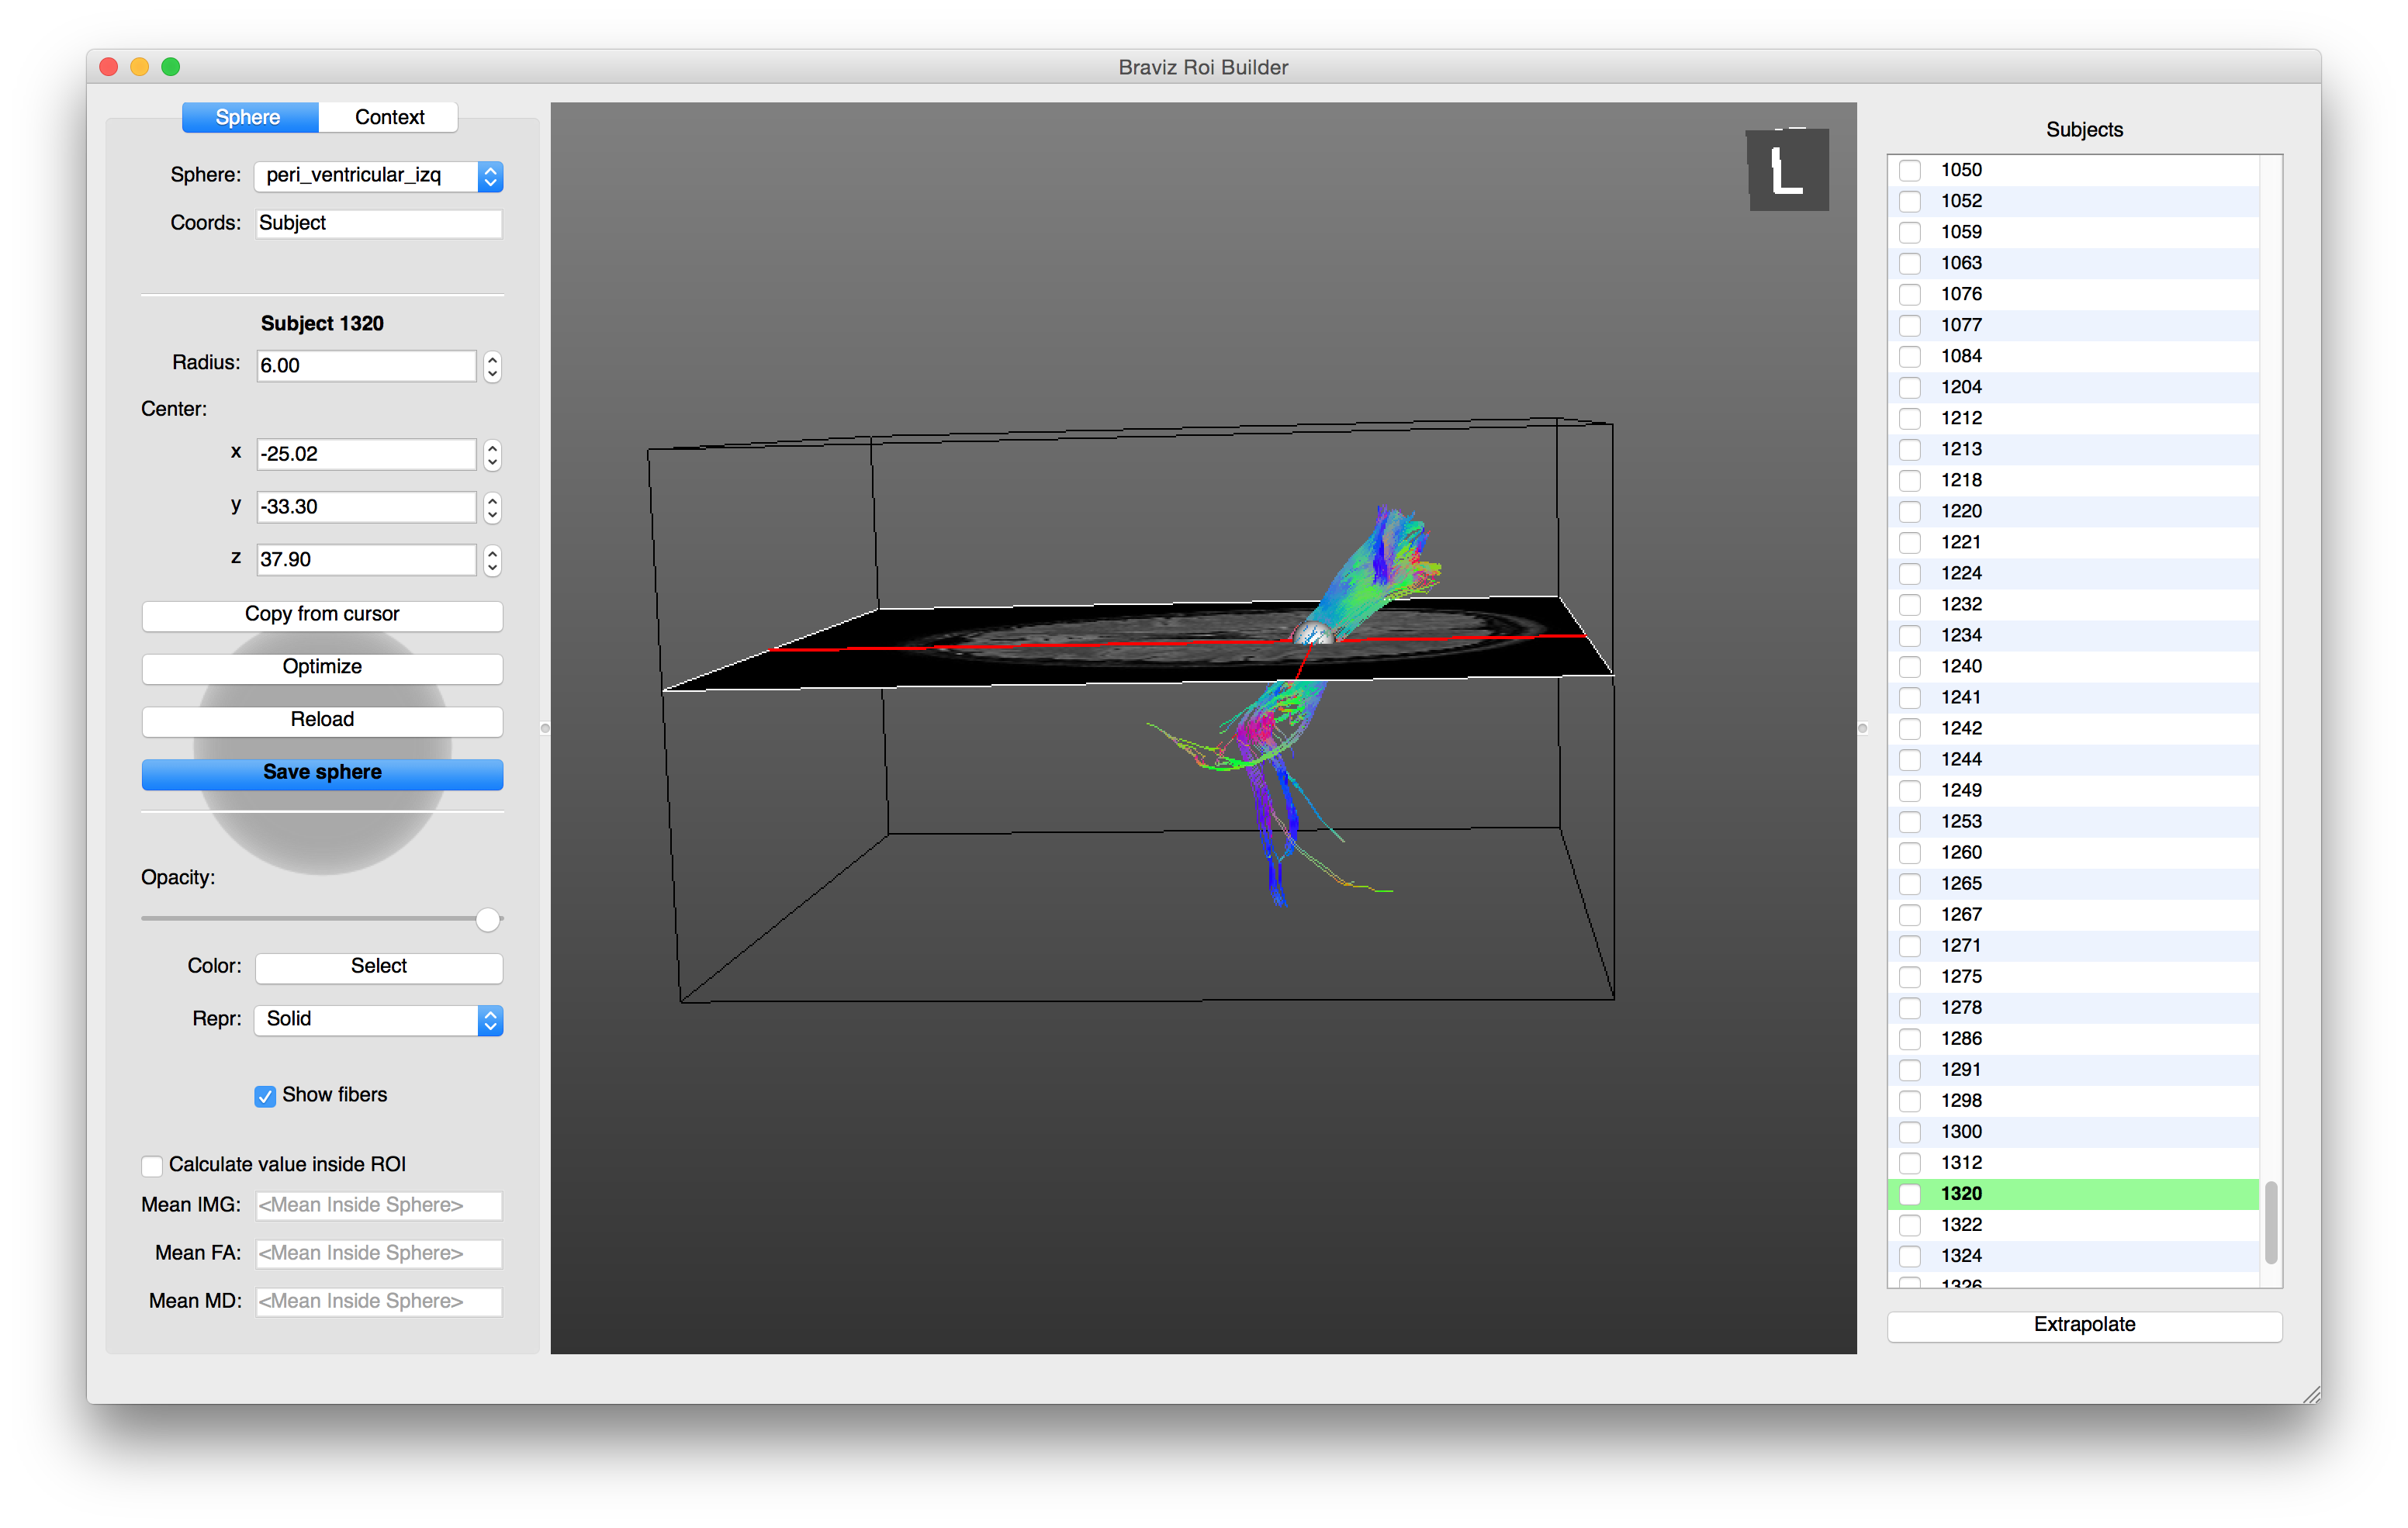 Braviz Roi Builder
Sphere Context
Sphere: peri_ventricular_izq
Coords: Subject
Subject 1320
Radius: 6.00
Center:
x -25.02
y -33.30
z 37.90
Copy from cursor
Optimize
Reload
Save sphere
Opacity:
Color: Select
Repr: Solid
Show fibers
Calculate value inside ROI
Mean IMG: <Mean Inside Sphere>
Mean FA: <Mean Inside Sphere>
Mean MD: <Mean Inside Sphere>
L
Subjects
1050
1052
1059
1063
1076
1077
1084
1204
1212
1213
1218
1220
1221
1224
1232
1234
1240
1241
1242
1244
1249
1253
1260
1265
1267
1271
1275
1278
1286
1291
1298
1300
1312
1320
1322
1324
1326
Extrapolate